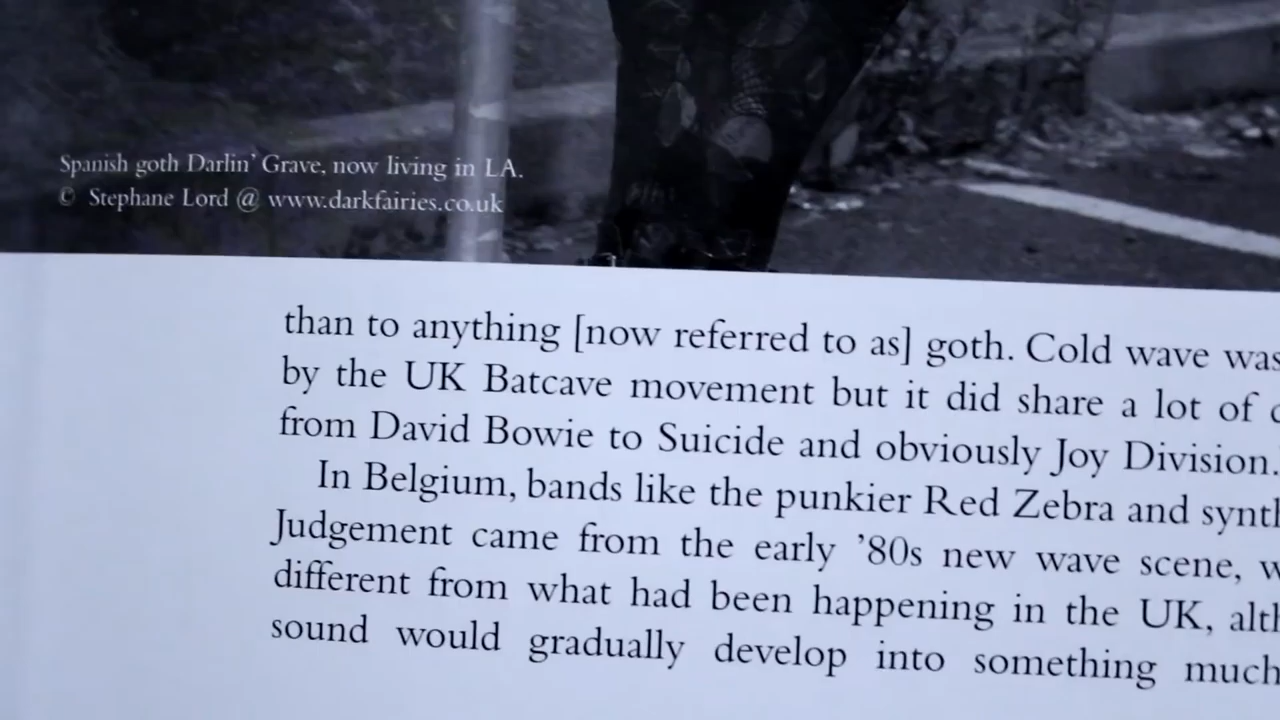 Spanish goth Darlin' Grave, now living in LA.
© Stephane Lord @ www.darkfairies.co.uk
than to anything [now referred to as] goth. Cold wave was
by the UK Batcave movement but it did share a lot of
from David Bowie to Suicide and obviously Joy Division.
In Belgium, bands like the punkier Red Zebra and
Judgement came from the early '80s new wave scene,
different from what had been happening in the UK,
sound would gradually develop into something much